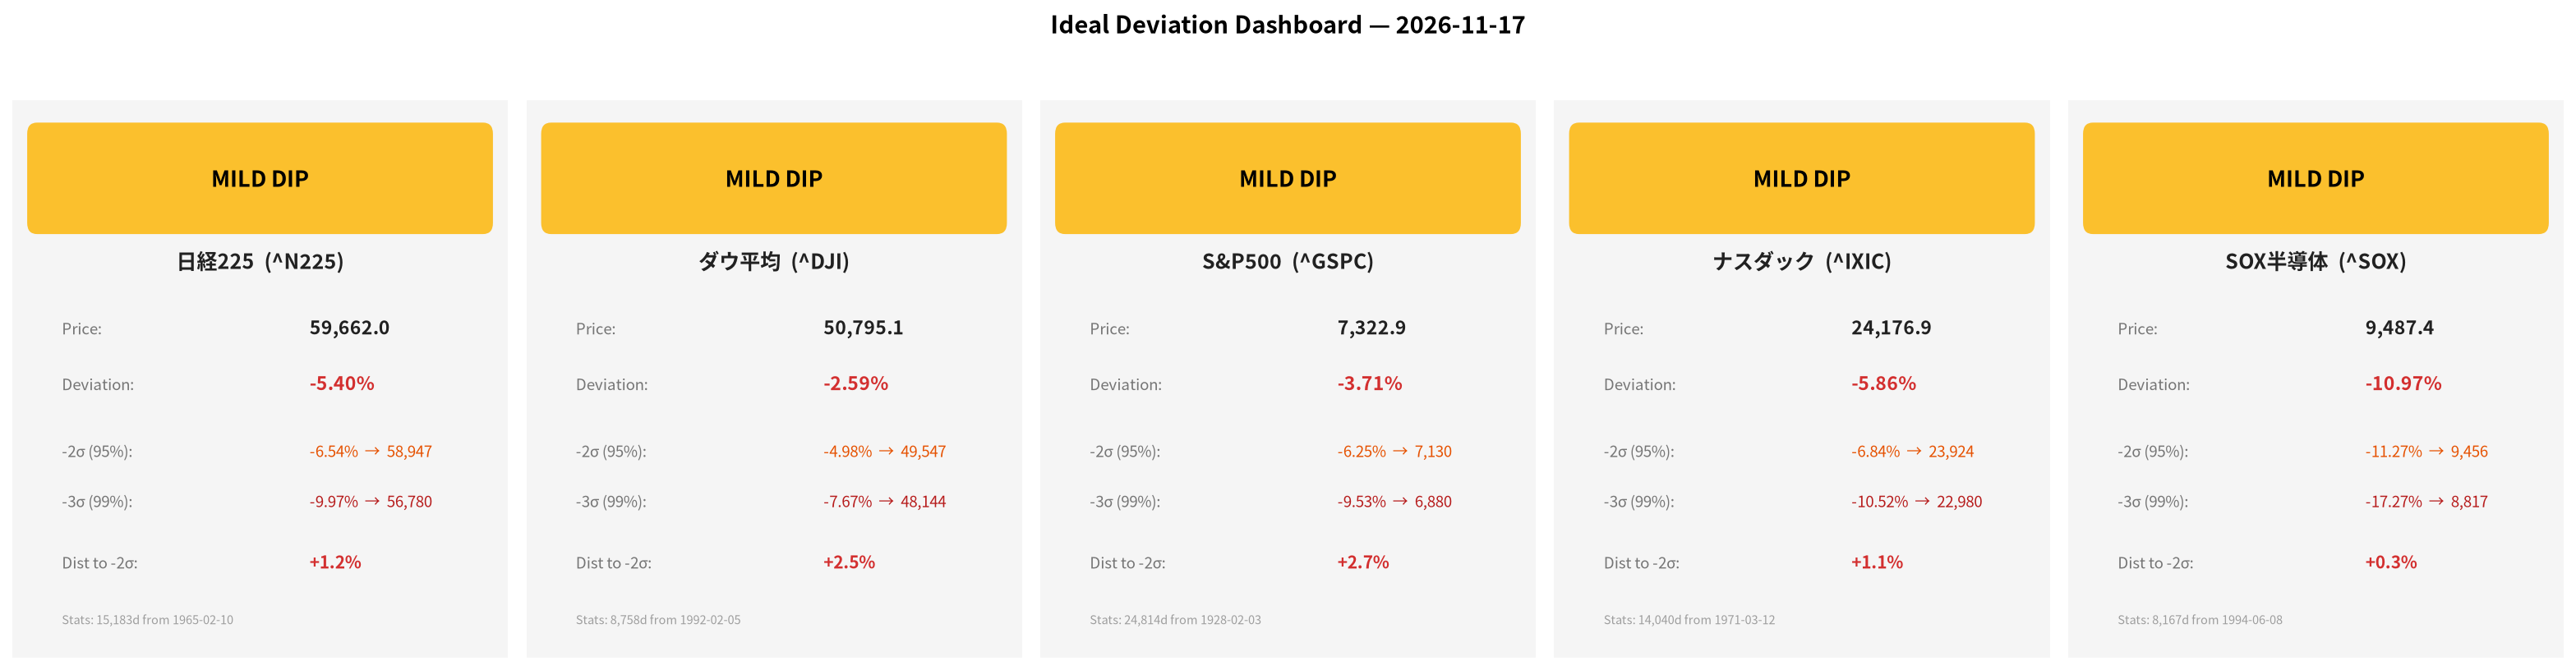 Ideal Deviation Dashboard — 2026-11-17
MILD DIP
日経225 (^N225)
Price: 59,662.0
Deviation: -5.40%
-2σ (95%): -6.54% → 58,947
-3σ (99%): -9.97% → 56,780
Dist to -2σ: +1.2%
Stats: 15,183d from 1965-02-10
MILD DIP
ダウ平均 (^DJI)
Price: 50,795.1
Deviation: -2.59%
-2σ (95%): -4.98% → 49,547
-3σ (99%): -7.67% → 48,144
Dist to -2σ: +2.5%
Stats: 8,758d from 1992-02-05
MILD DIP
S&P500 (^GSPC)
Price: 7,322.9
Deviation: -3.71%
-2σ (95%): -6.25% → 7,130
-3σ (99%): -9.53% → 6,880
Dist to -2σ: +2.7%
Stats: 24,814d from 1928-02-03
MILD DIP
ナスダック (^IXIC)
Price: 24,176.9
Deviation: -5.86%
-2σ (95%): -6.84% → 23,924
-3σ (99%): -10.52% → 22,980
Dist to -2σ: +1.1%
Stats: 14,040d from 1971-03-12
MILD DIP
SOX半導体 (^SOX)
Price: 9,487.4
Deviation: -10.97%
-2σ (95%): -11.27% → 9,456
-3σ (99%): -17.27% → 8,817
Dist to -2σ: +0.3%
Stats: 8,167d from 1994-06-08